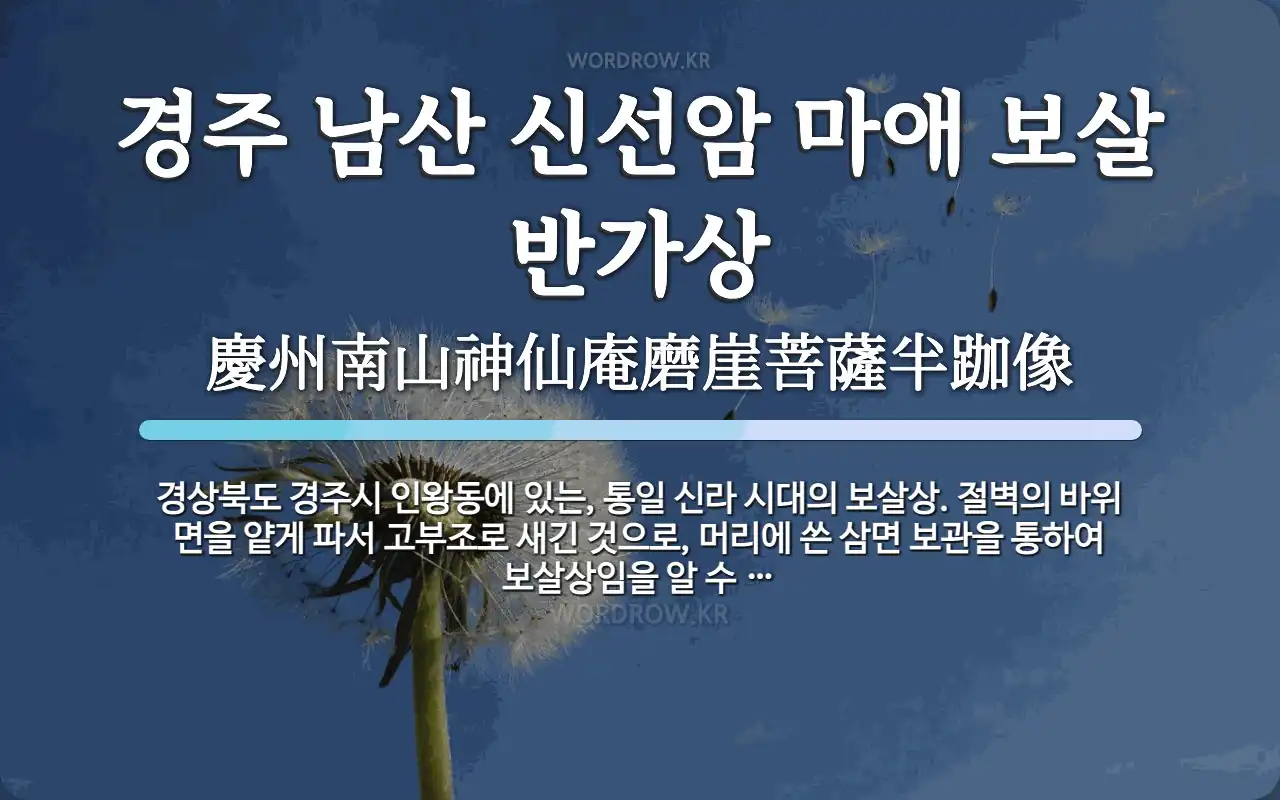 WORDROW.KR
경주 남산 신선암 마애 보살
반가상
慶州南山神仙庵磨崖菩薩半跏像
경상북도 경주시 인왕동에 있는, 통일 신라 시대의 보살상. 절벽의 바위
면을 얕게 파서 고부조로 새긴 것으로, 머리에 쓴 삼면 보관을 통하여
보살상임을 알 수 …
WORDROW.KR